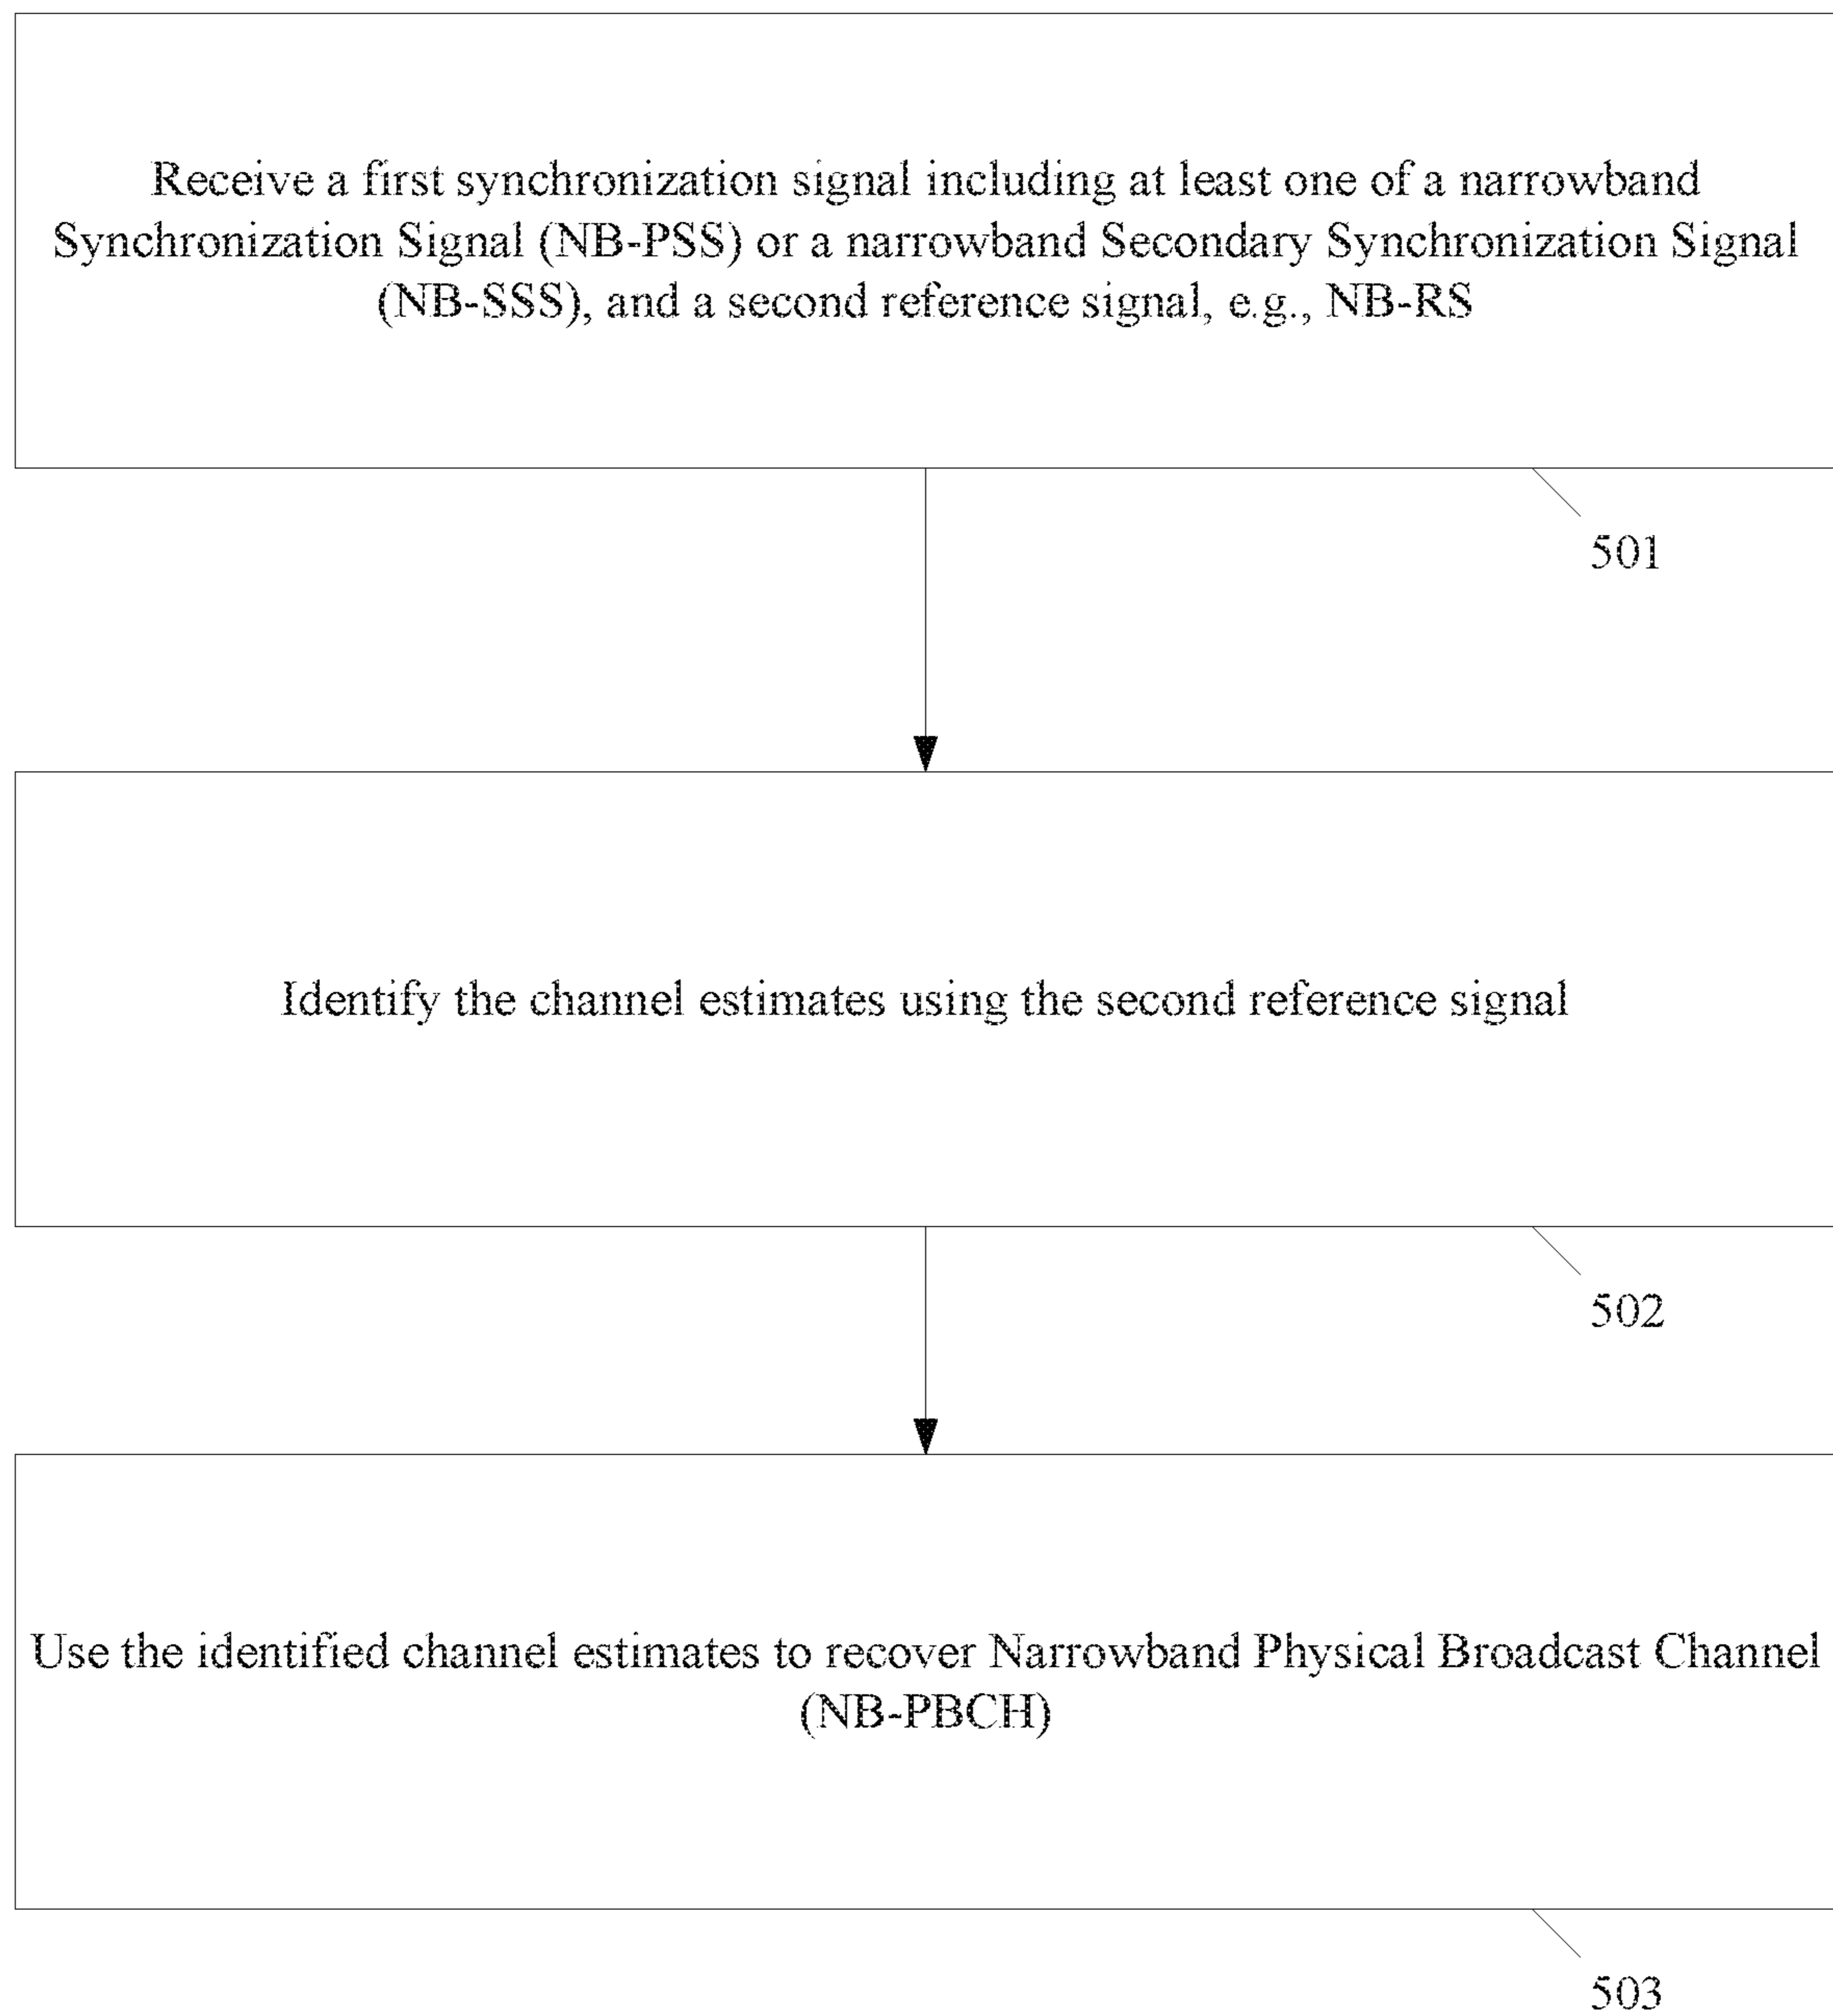 Receive a first synchronization signal including at least one of a narrowband
Synchronization Signal (NB-PSS) or a narrowband Secondary Synchronization Signal
(NB-SSS), and a second reference signal, e.g., NB-RS
501
Identify the channel estimates using the second reference signal
502
Use the identified channel estimates to recover Narrowband Physical Broadcast Channel
(NB-PBCH)
503